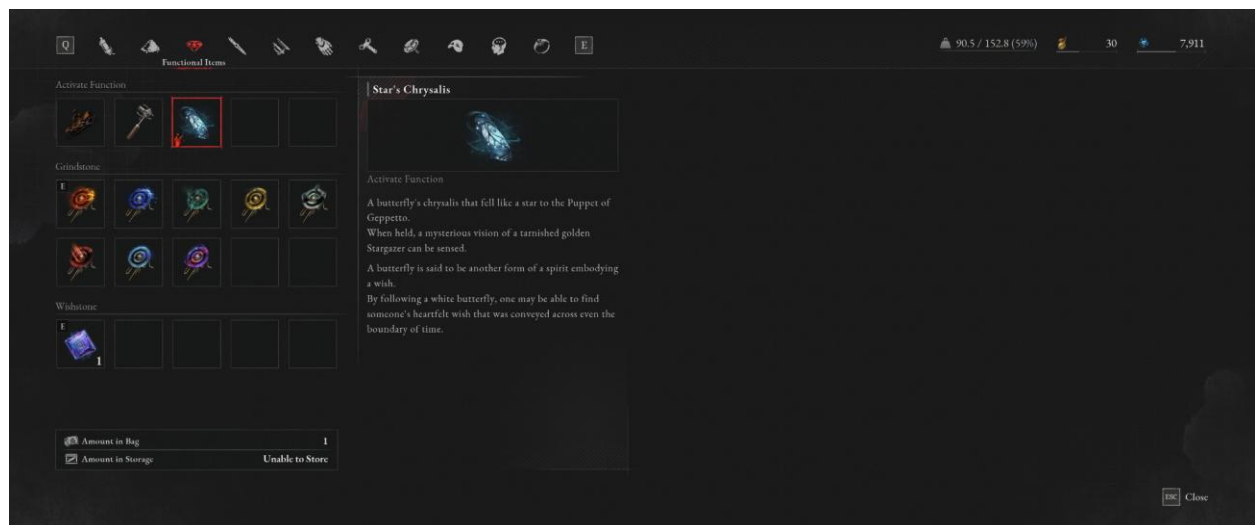 Q
Functional Items
E
90.5 / 152.8 (59%)
30
7,911
Activate Function
Grindstone
E
Wishstone
E
1
Amount in Bag 1
Amount in Storage Unable to Store
Star's Chrysalis
Activate Function
A butterfly's chrysalis that fell like a star to the Puppet of
Geppetto.
When held, a mysterious vision of a tarnished golden
Stargazer can be sensed.
A butterfly is said to be another form of a spirit embodying
a wish.
By following a white butterfly, one may be able to find
someone's heartfelt wish that was conveyed across even the
boundary of time.
ESC Close